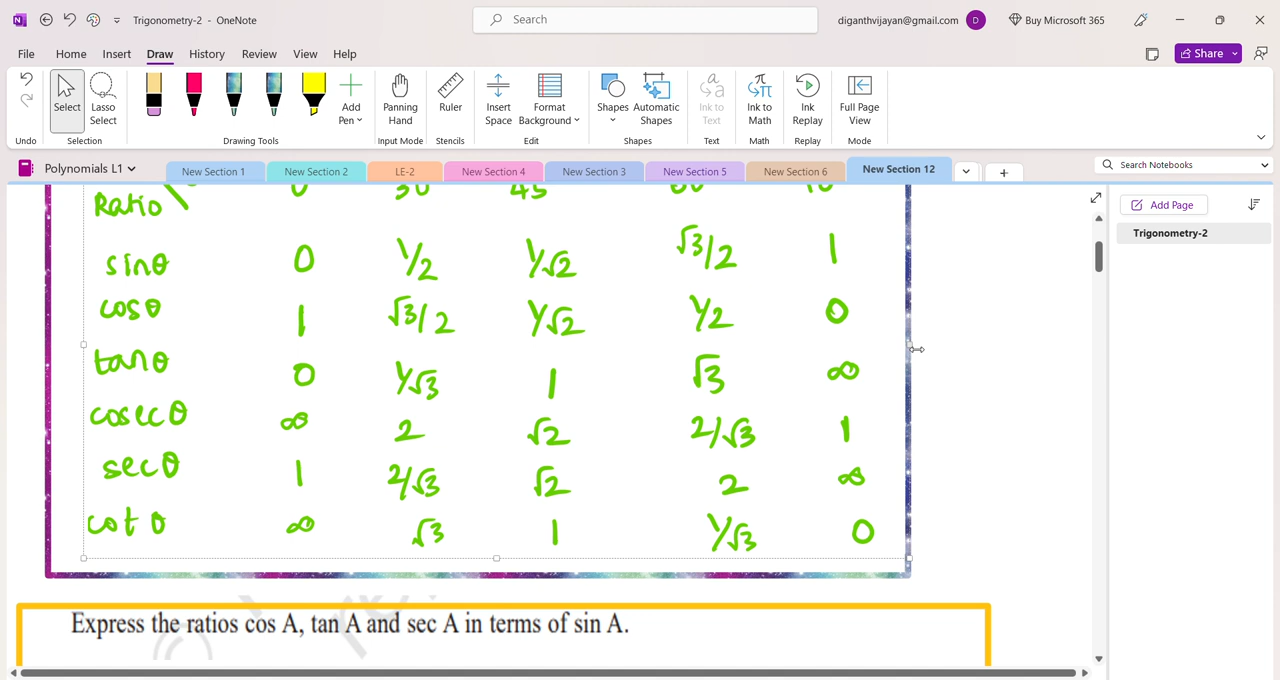 Trigonometry-2 - OneNote
Search
diganthvijayan@gmail.com D Buy Microsoft 365
File Home Insert Draw History Review View Help Share
Select Lasso Select Add Pen Panning Hand Ruler Insert Space Format Background Shapes Automatic Shapes Ink to Text Ink to Math Ink Replay Full Page View
Undo Selection Drawing Tools Input Mode Stencils Edit Shapes Text Math Replay Mode
Polynomials L1 New Section 1 New Section 2 LE-2 New Section 4 New Section 3 New Section 5 New Section 6 New Section 12 Search Notebooks
Add Page
Trigonometry-2
Ratio 0 30 45
sinθ 0 1/2 1/√2 √3/2 1
cosθ 1 √3/2 1/√2 1/2 0
tanθ 0 1/√3 1 √3 ∞
cosecθ ∞ 2 √2 2/√3 1
secθ 1 2/√3 √2 2 ∞
cot θ ∞ √3 1 1/√3 0
Express the ratios cos A, tan A and sec A in terms of sin A.